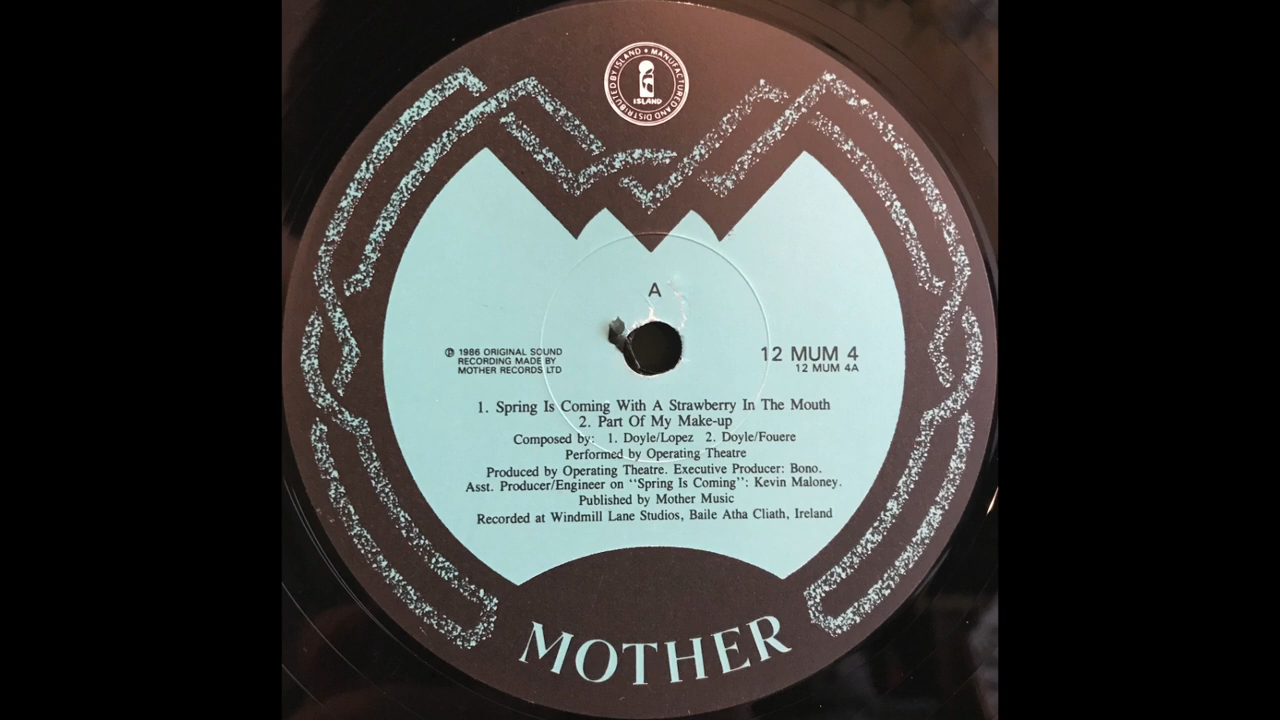 MANUFACTURED AND DISTRIBUTED BY ISLAND •
ISLAND
A
℗ 1986 ORIGINAL SOUND
RECORDING MADE BY
MOTHER RECORDS LTD
12 MUM 4
12 MUM 4A
1. Spring Is Coming With A Strawberry In The Mouth
2. Part Of My Make-up
Composed by: 1. Doyle/Lopez 2. Doyle/Fouere
Performed by Operating Theatre
Produced by Operating Theatre. Executive Producer: Bono.
Asst. Producer/Engineer on ‘‘Spring Is Coming’’: Kevin Maloney.
Published by Mother Music
Recorded at Windmill Lane Studios, Baile Atha Cliath, Ireland
MOTHER